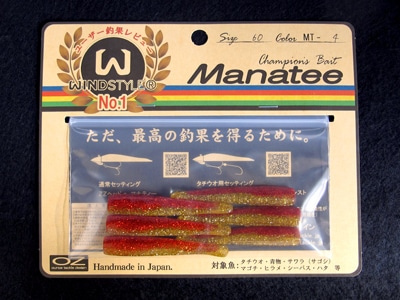 ユーザー釣果レビュー
W
WINDSTYLE®
No.1
Size 60 Color MT- 4
Champions Bait
Manatee
ただ、最高の釣果を得るために。
通常セッティング
タチウオ用セッティング
OZ
Handmade in Japan.
対象魚：タチウオ・青物・サワラ（サゴシ）
マゴチ・ヒラメ・シーバス・ハタ 等